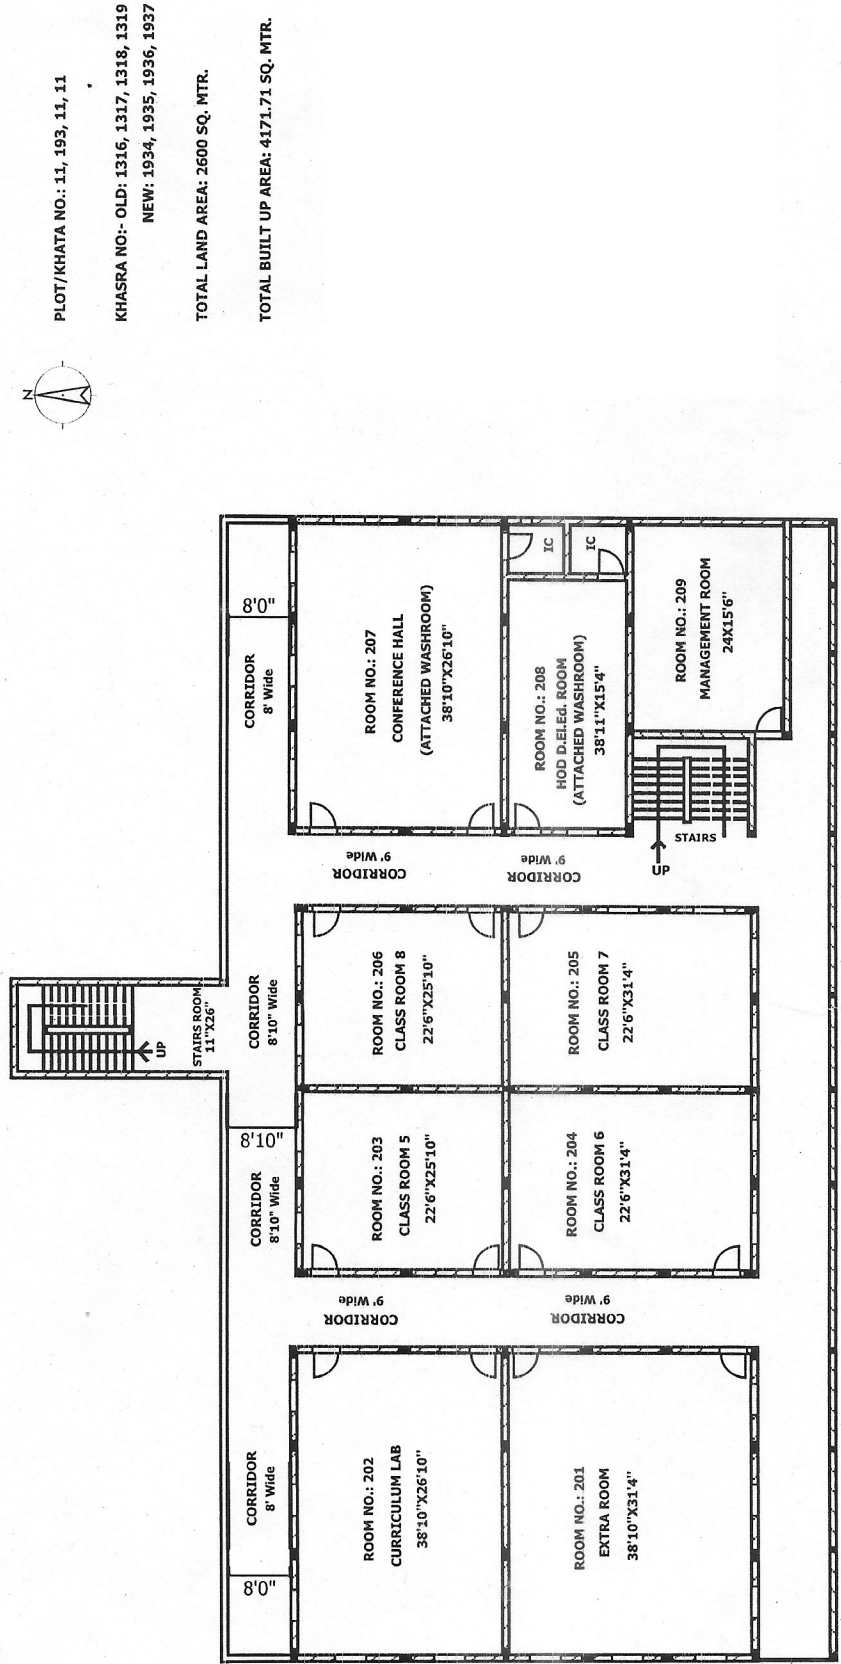 PLOT/KHATA NO.: 11, 193, 11, 11
KHASRA NO:- OLD: 1316, 1317, 1318, 1319
NEW: 1934, 1935, 1936, 1937
TOTAL LAND AREA: 2600 SQ. MTR.
TOTAL BUILT UP AREA: 4171.71 SQ. MTR.
N
8'0"
CORRIDOR
8' Wide
ROOM NO.: 207
CONFERENCE HALL
(ATTACHED WASHROOM)
38'10"X26'10"
IC
IC
ROOM NO.: 208
HOD D.El.Ed. ROOM
(ATTACHED WASHROOM)
38'11"X15'4"
ROOM NO.: 209
MANAGEMENT ROOM
24X15'6"
STAIRS
UP
CORRIDOR
9' Wide
CORRIDOR
9' Wide
UP
STAIRS ROOM
11"X26"
CORRIDOR
8'10" Wide
ROOM NO.: 206
CLASS ROOM 8
22'6"X25'10"
ROOM NO.: 205
CLASS ROOM 7
22'6"X31'4"
8'10"
CORRIDOR
8'10" Wide
ROOM NO.: 203
CLASS ROOM 5
22'6"X25'10"
ROOM NO.: 204
CLASS ROOM 6
22'6"X31'4"
CORRIDOR
9' Wide
CORRIDOR
9' Wide
CORRIDOR
8' Wide
8'0"
ROOM NO.: 202
CURRICULUM LAB
38'10"X26'10"
ROOM NO.: 201
EXTRA ROOM
38'10"X31'4"